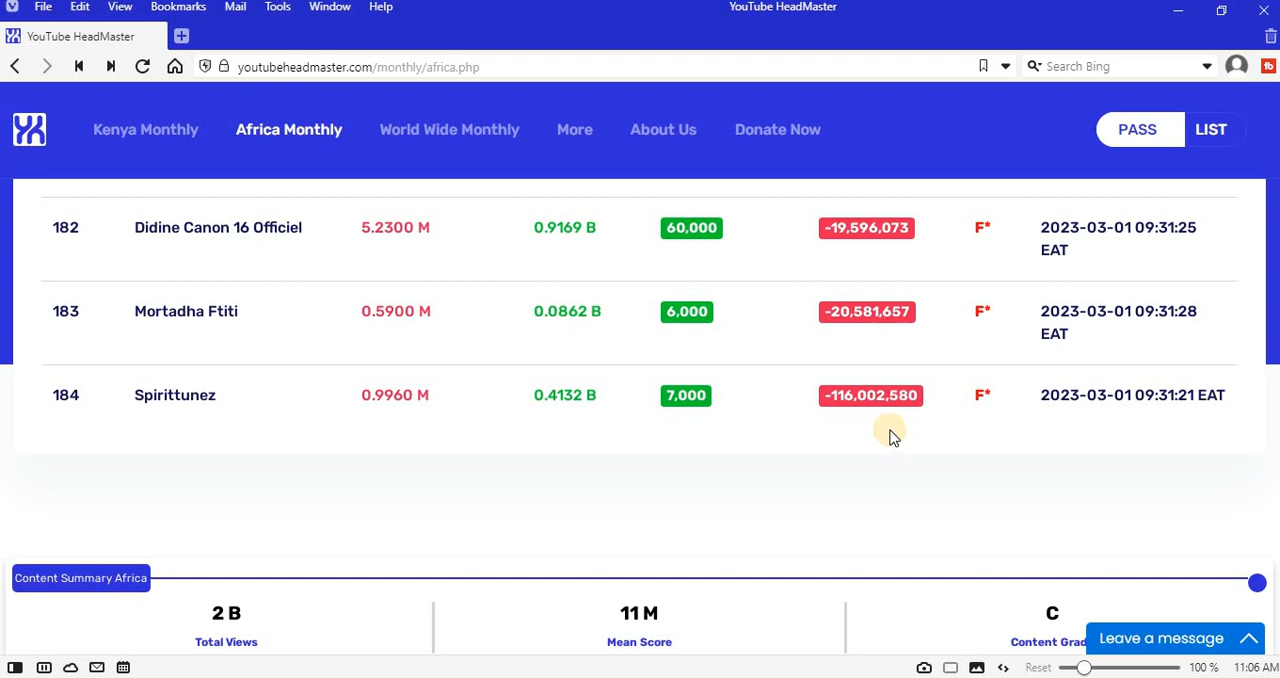 File Edit View Bookmarks Mail Tools Window Help YouTube HeadMaster
YouTube HeadMaster
youtubeheadmaster.com/monthly/africa.php Search Bing
Kenya Monthly Africa Monthly World Wide Monthly More About Us Donate Now PASS LIST
182 Didine Canon 16 Officiel 5.2300 M 0.9169 B 60,000 -19,596,073 F* 2023-03-01 09:31:25
EAT
183 Mortadha Ftiti 0.5900 M 0.0862 B 6,000 -20,581,657 F* 2023-03-01 09:31:28
EAT
184 Spirittunez 0.9960 M 0.4132 B 7,000 -116,002,580 F* 2023-03-01 09:31:21 EAT
Content Summary Africa
2 B 11 M C
Total Views Mean Score Content Grad
Leave a message
Reset 100 % 11:06 AM